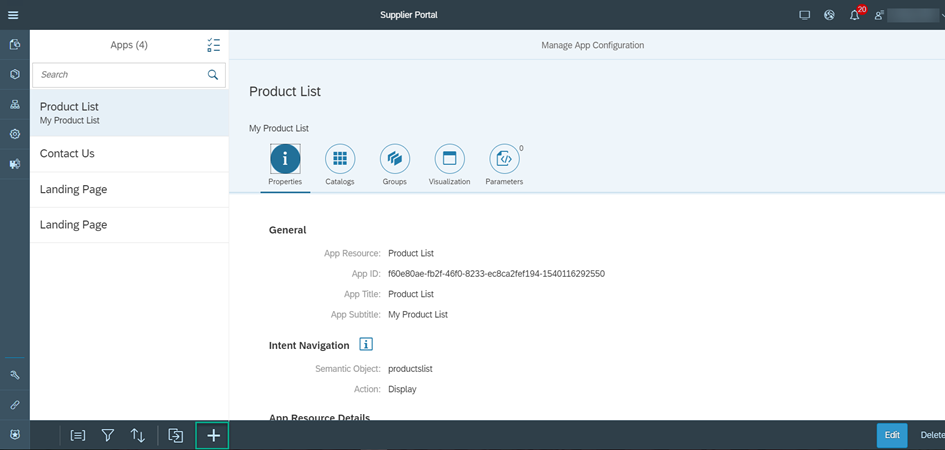 Supplier Portal
20
Apps (4)
Manage App Configuration
Search
Product List
My Product List
Contact Us
Landing Page
Landing Page
Product List
My Product List
Properties
Catalogs
Groups
Visualization
0
Parameters
General
App Resource: Product List
App ID: f60e80ae-fb2f-46f0-8233-ec8ca2fef194-1540116292550
App Title: Product List
App Subtitle: My Product List
Intent Navigation
Semantic Object: productslist
Action: Display
App Resource Details
Edit
Delete